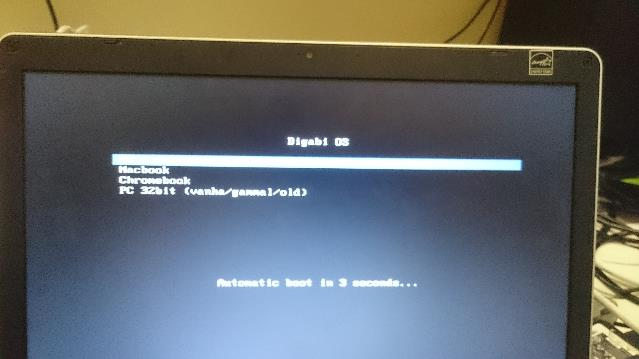 Digabi OS
Macbook
Chromebook
PC 32bit (vanha/gammal/old)
Automatic boot in 3 seconds...